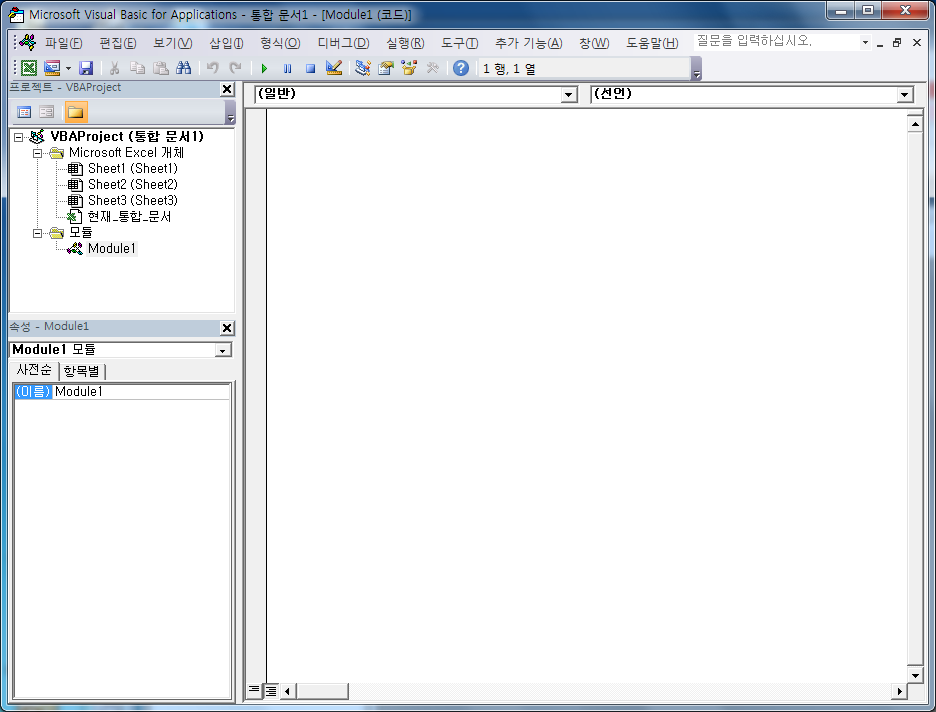 Microsoft Visual Basic for Applications - 통합 문서1 - [Module1 (코드)]
파일(F) 편집(E) 보기(V) 삽입(I) 형식(O) 디버그(D) 실행(R) 도구(T) 추가 기능(A) 창(W) 도움말(H) 질문을 입력하십시오.
1 행, 1 열
프로젝트 - VBAProject
(일반) (선언)
VBAProject (통합 문서1)
Microsoft Excel 개체
Sheet1 (Sheet1)
Sheet2 (Sheet2)
Sheet3 (Sheet3)
현재_통합_문서
모듈
Module1
속성 - Module1
Module1 모듈
사전순 항목별
(이름) Module1